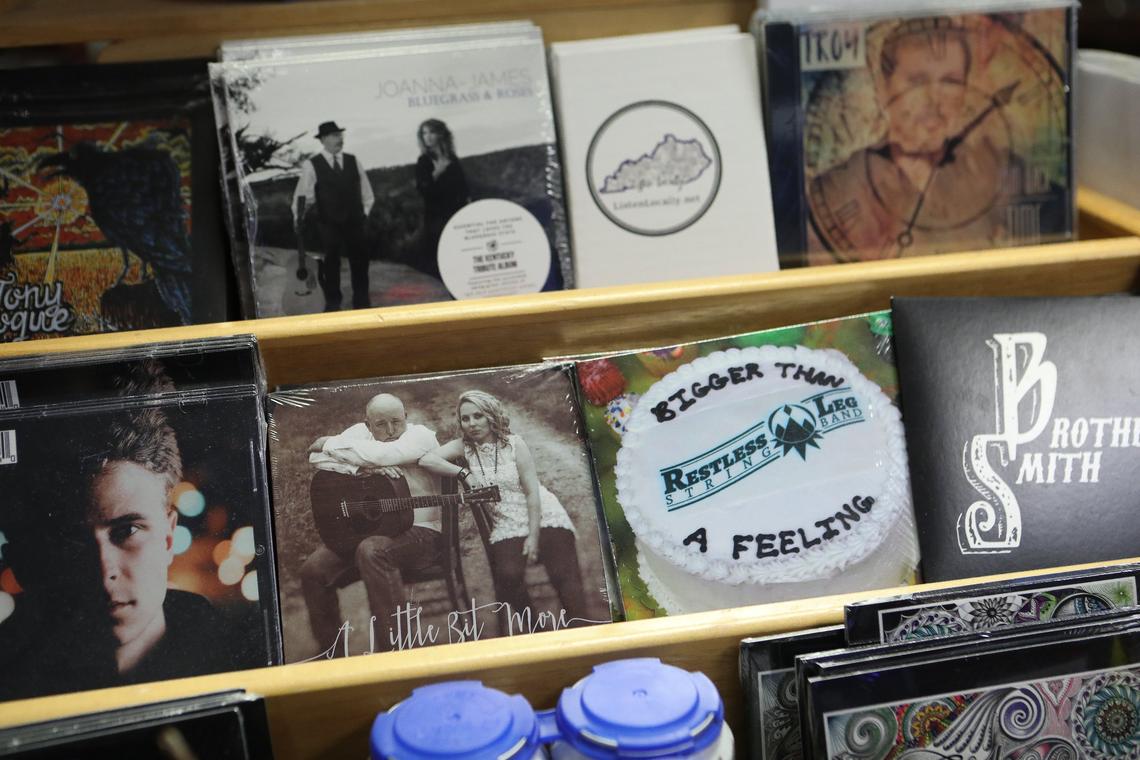 Tony
JOANNA-JAMES
BLUEGRASS & ROSES
THE KENTUCKY
TRIBUTE ALBUM
ListenLocally.net
TROY
A Little Bit More
BIGGER THAN
RESTLESS LEG
STRING BAND
A FEELING
BROTHE
SMITH